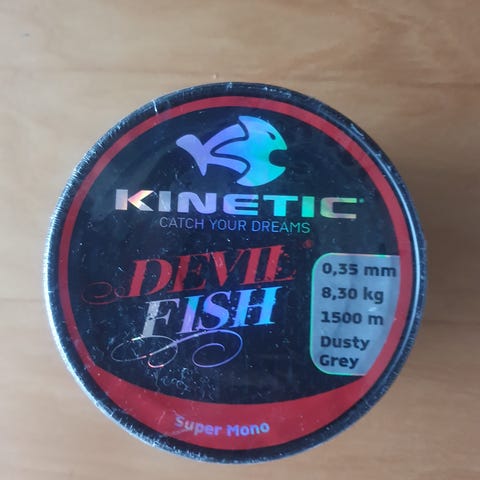 KINETIC®
CATCH YOUR DREAMS
DEVIL®
FISH
0,35 mm
8,30 kg
1500 m
Dusty
Grey
Super Mono